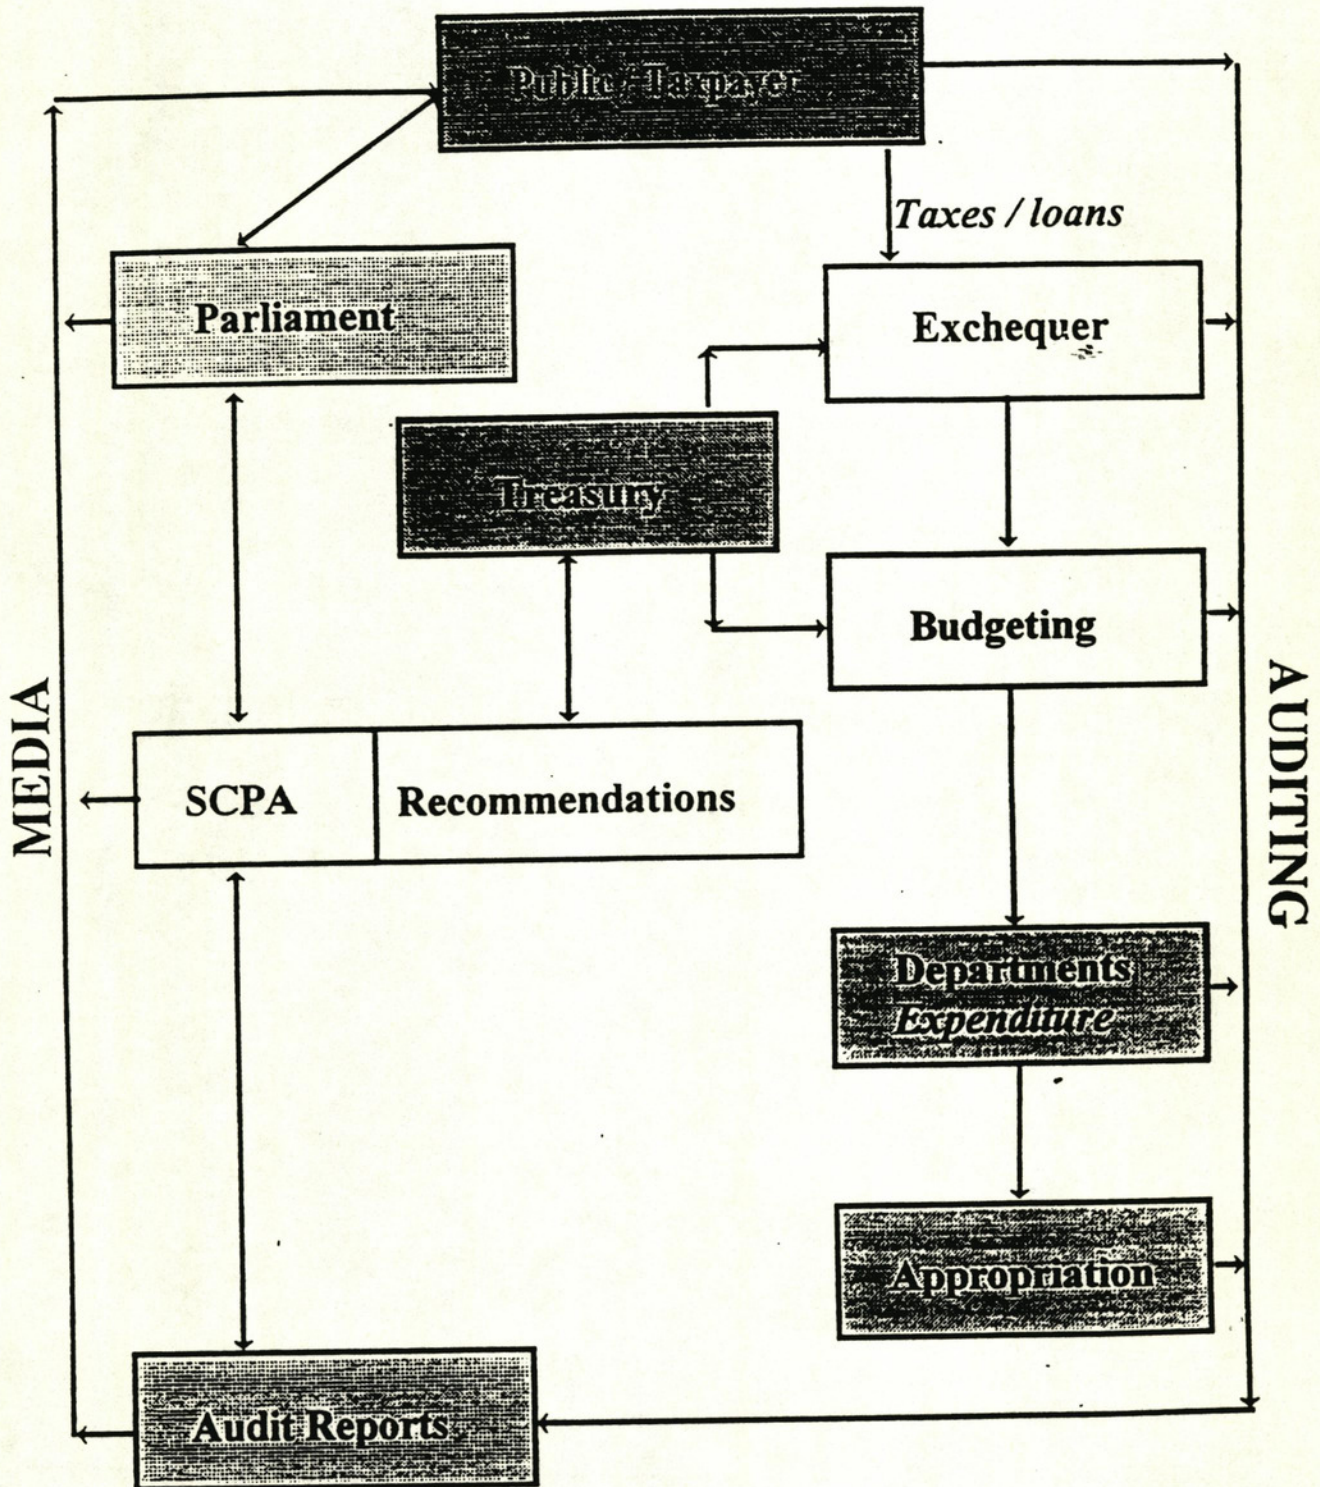 Public / Taxpayer
Taxes / loans
Parliament
Exchequer
Treasury
Budgeting
MEDIA
AUDITING
SCPA
Recommendations
Departments
Expenditure
Appropriation
Audit Reports